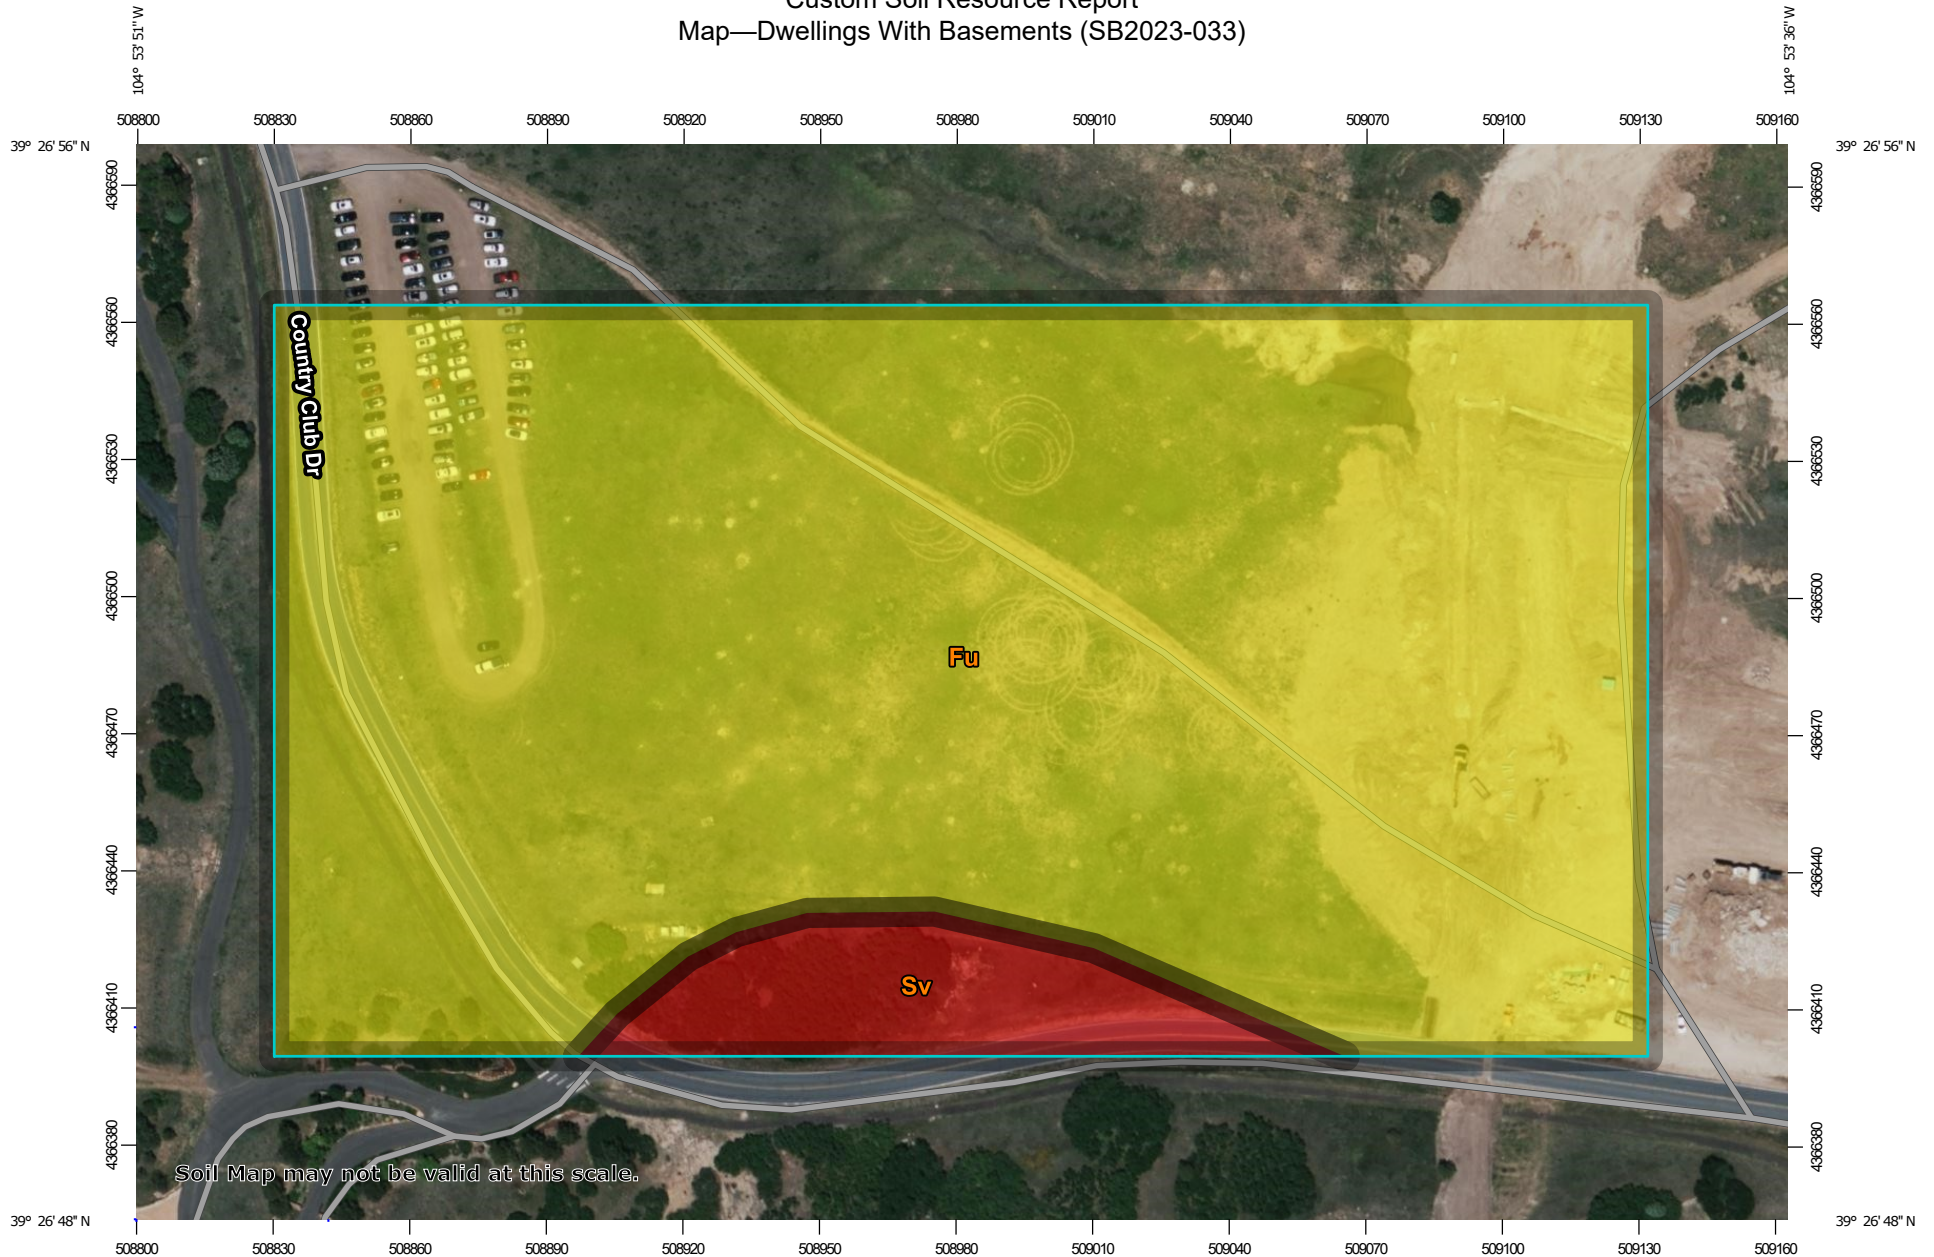 Custom Soil Resource Report
Map—Dwellings With Basements (SB2023-033)
104° 53' 51" W
104° 53' 36" W
508800 508830 508860 508890 508920 508950 508980 509010 509040 509070 509100 509130 509160
39° 26' 56" N
39° 26' 56" N
4366590
4366590
4366560
4366560
Country Club Dr
4366530
4366530
4366500
4366500
Fu
4366470
4366470
4366440
4366440
Sv
4366410
4366410
4366380
4366380
Soil Map may not be valid at this scale.
39° 26' 48" N
39° 26' 48" N
508800 508830 508860 508890 508920 508950 508980 509010 509040 509070 509100 509130 509160